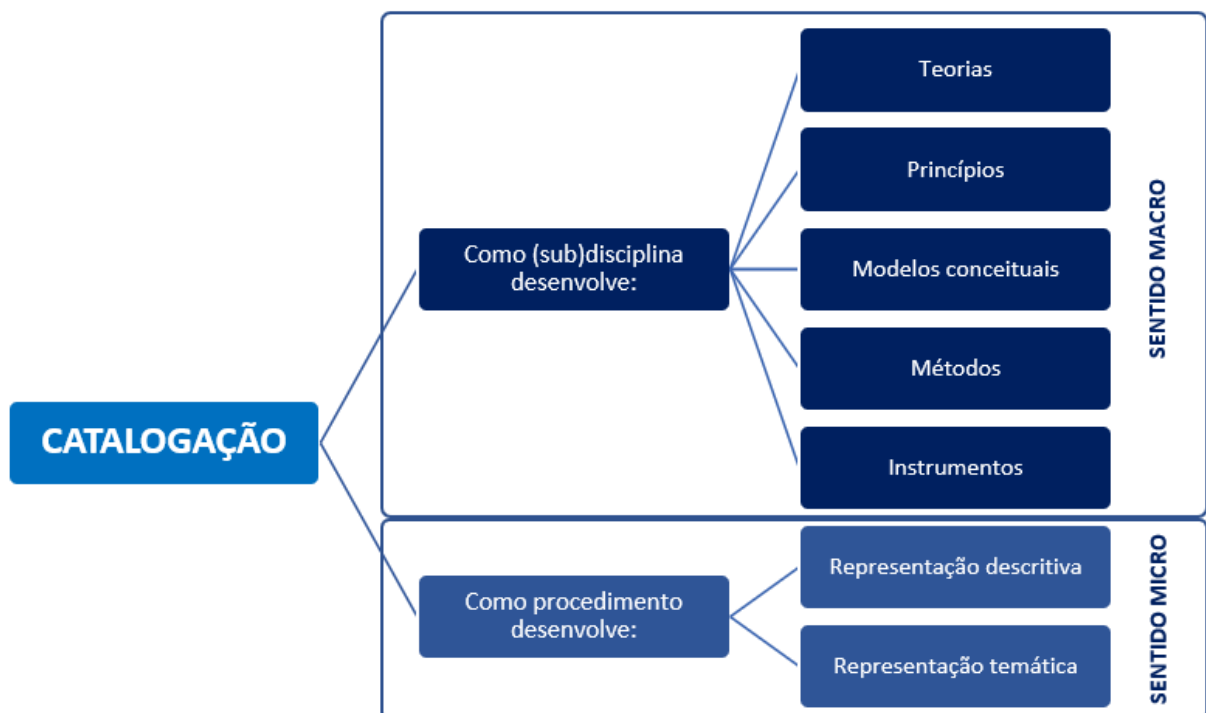 CATALOGAÇÃO
Como (sub)disciplina
desenvolve:
Teorias
Princípios
Modelos conceituais
Métodos
Instrumentos
SENTIDO MACRO
Como procedimento
desenvolve:
Representação descritiva
Representação temática
SENTIDO MICRO